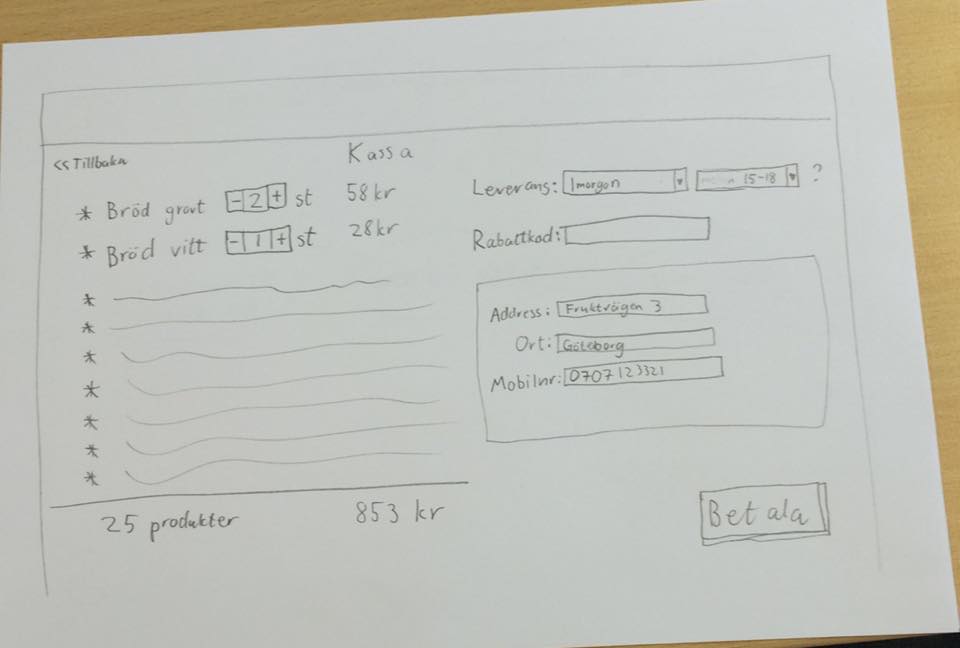 << Tillbaka
Kassa
* Bröd grovt - 2 + st 58 kr
* Bröd vitt - 1 + st 28 kr
*
*
*
*
*
*
*
25 produkter 853 kr
Leverans: Imorgon 15-18 ?
Rabattkod:
Address: Fruktvägen 3
Ort: Göteborg
Mobilnr: 0707123321
Betala